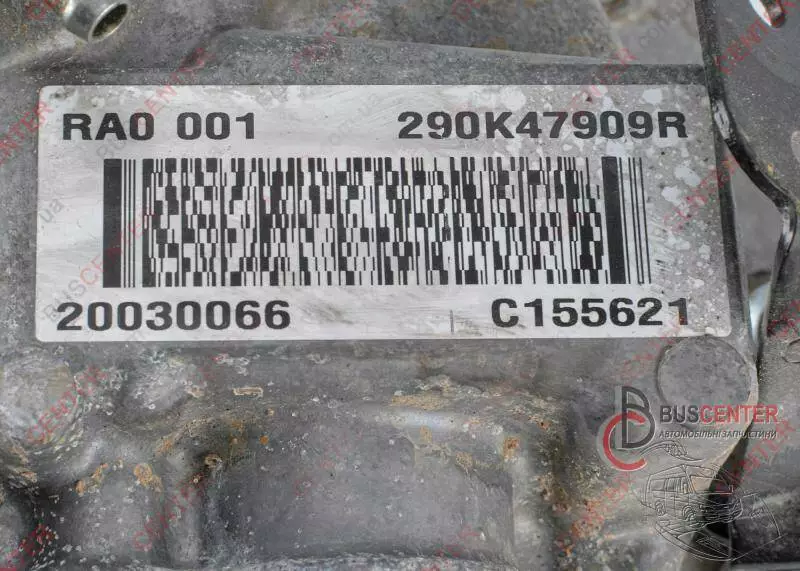 RA0 001 290K47909R
20030066 C155621
BUSCENTER
АВТОМОБІЛЬНІ ЗАПЧАСТИНИ